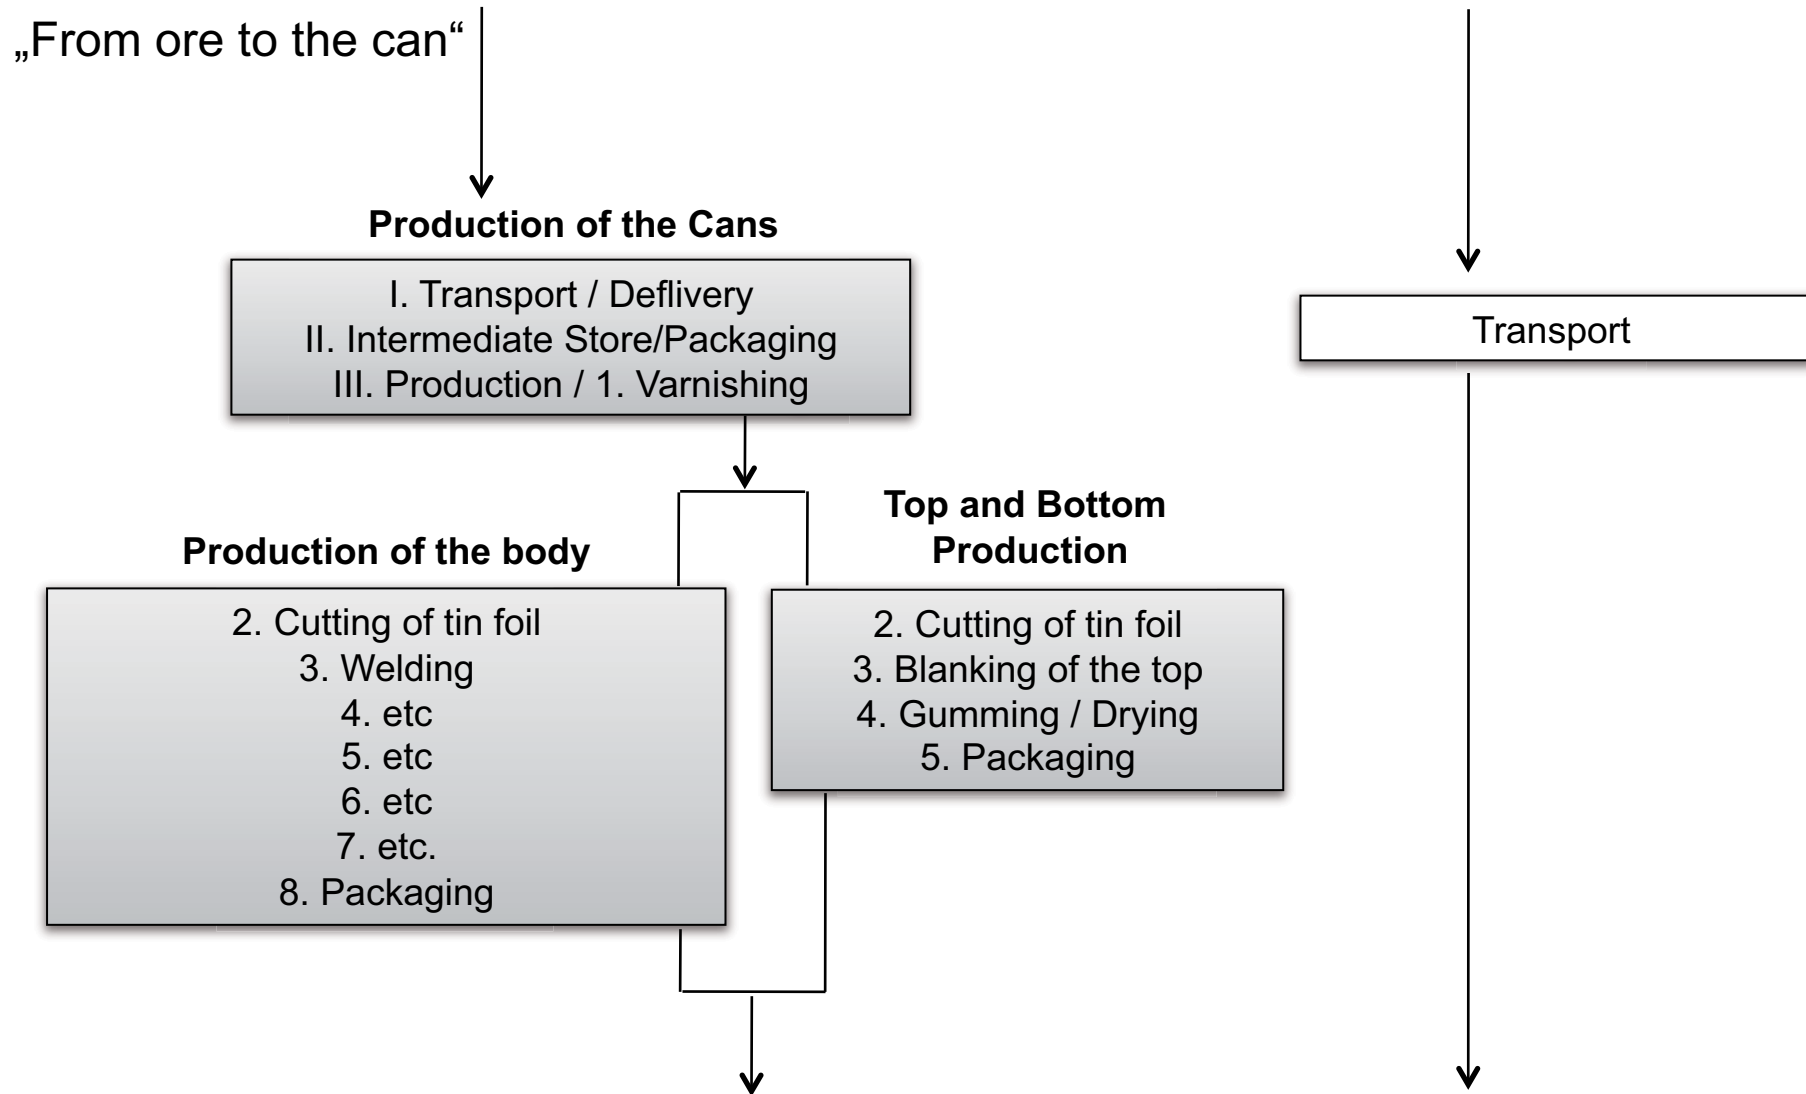 „From ore to the can“
Production of the Cans
I. Transport / Deflivery
II. Intermediate Store/Packaging
III. Production / 1. Varnishing
Transport
Production of the body
2. Cutting of tin foil
3. Welding
4. etc
5. etc
6. etc
7. etc.
8. Packaging
Top and Bottom
Production
2. Cutting of tin foil
3. Blanking of the top
4. Gumming / Drying
5. Packaging